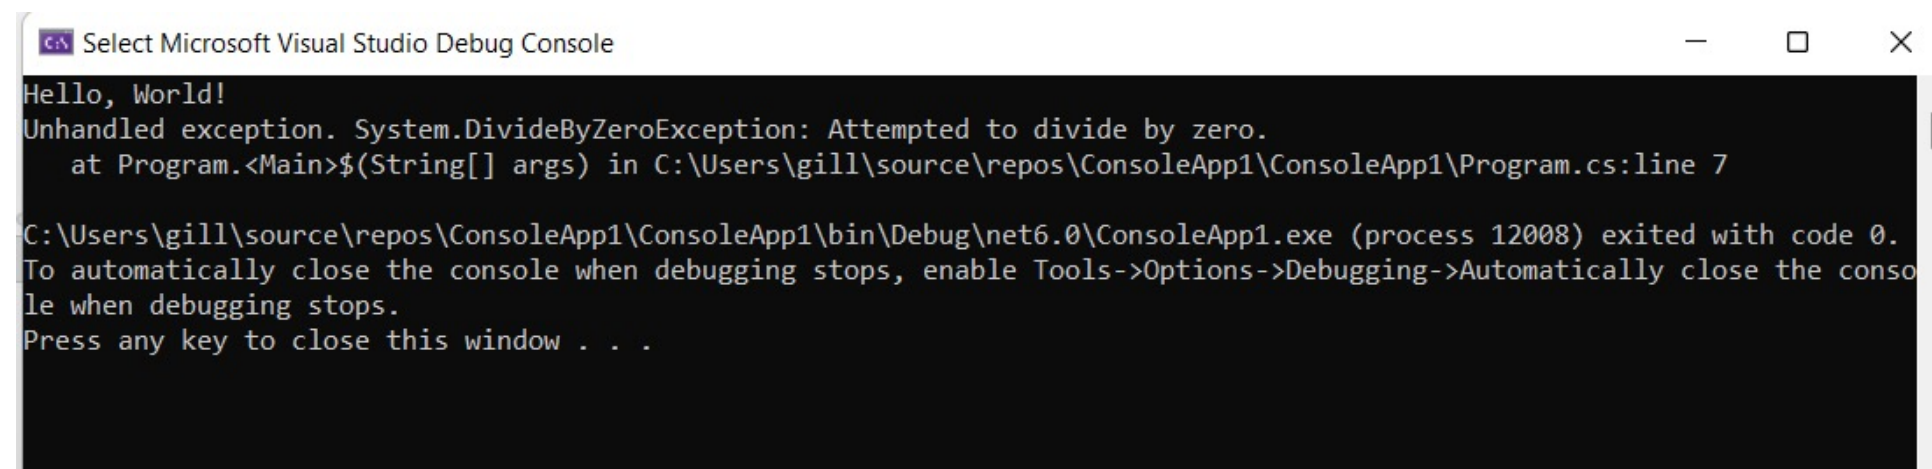 Select Microsoft Visual Studio Debug Console
Hello, World!
Unhandled exception. System.DivideByZeroException: Attempted to divide by zero.
   at Program.<Main>$(String[] args) in C:\Users\gill\source\repos\ConsoleApp1\ConsoleApp1\Program.cs:line 7
C:\Users\gill\source\repos\ConsoleApp1\ConsoleApp1\bin\Debug\net6.0\ConsoleApp1.exe (process 12008) exited with code 0.
To automatically close the console when debugging stops, enable Tools->Options->Debugging->Automatically close the conso
le when debugging stops.
Press any key to close this window . . .